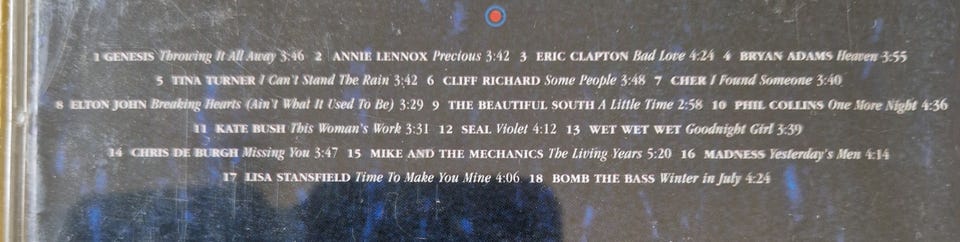 1 GENESIS Throwing It All Away 3:46 2 ANNIE LENNOX Precious 3:42 3 ERIC CLAPTON Bad Love 4:24 4 BRYAN ADAMS Heaven 3:55
5 TINA TURNER I Can't Stand The Rain 3:42 6 CLIFF RICHARD Some People 3:48 7 CHER I Found Someone 3:40
8 ELTON JOHN Breaking Hearts (Ain't What It Used To Be) 3:29 9 THE BEAUTIFUL SOUTH A Little Time 2:58 10 PHIL COLLINS One More Night 4:36
11 KATE BUSH This Woman's Work 3:31 12 SEAL Violet 4:12 13 WET WET WET Goodnight Girl 3:39
14 CHRIS DE BURGH Missing You 3:47 15 MIKE AND THE MECHANICS The Living Years 5:20 16 MADNESS Yesterday's Men 4:14
17 LISA STANSFIELD Time To Make You Mine 4:06 18 BOMB THE BASS Winter in July 4:24